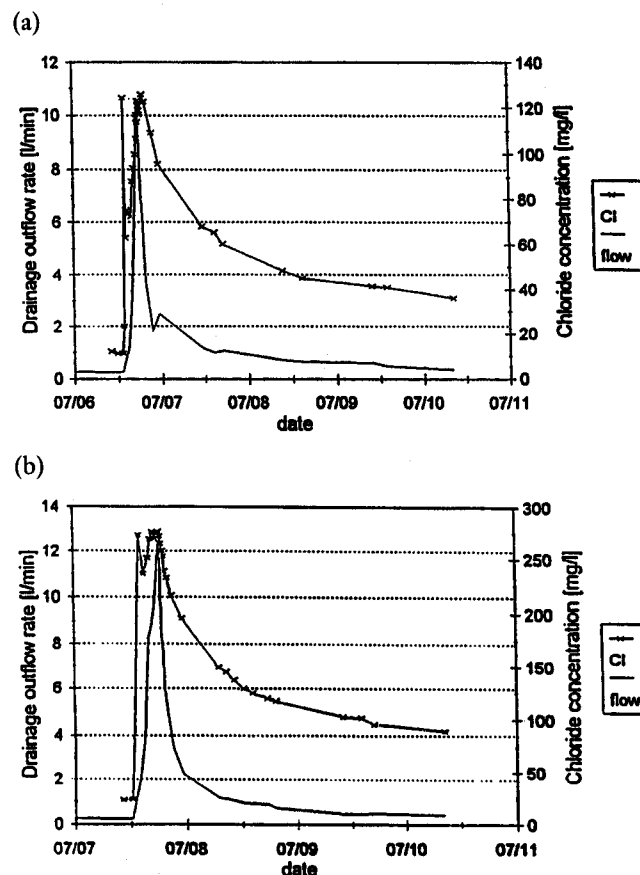 (a)
Drainage outflow rate [l/min]
12
10
8
6
4
2
0
Chloride concentration [mg/l]
140
120
100
80
60
40
20
0
07/06 07/07 07/08 07/09 07/10 07/11
date
Cl
flow
(b)
Drainage outflow rate [l/min]
14
12
10
8
6
4
2
0
Chloride concentration [mg/l]
300
250
200
150
100
50
0
07/07 07/08 07/09 07/10 07/11
date
Cl
flow